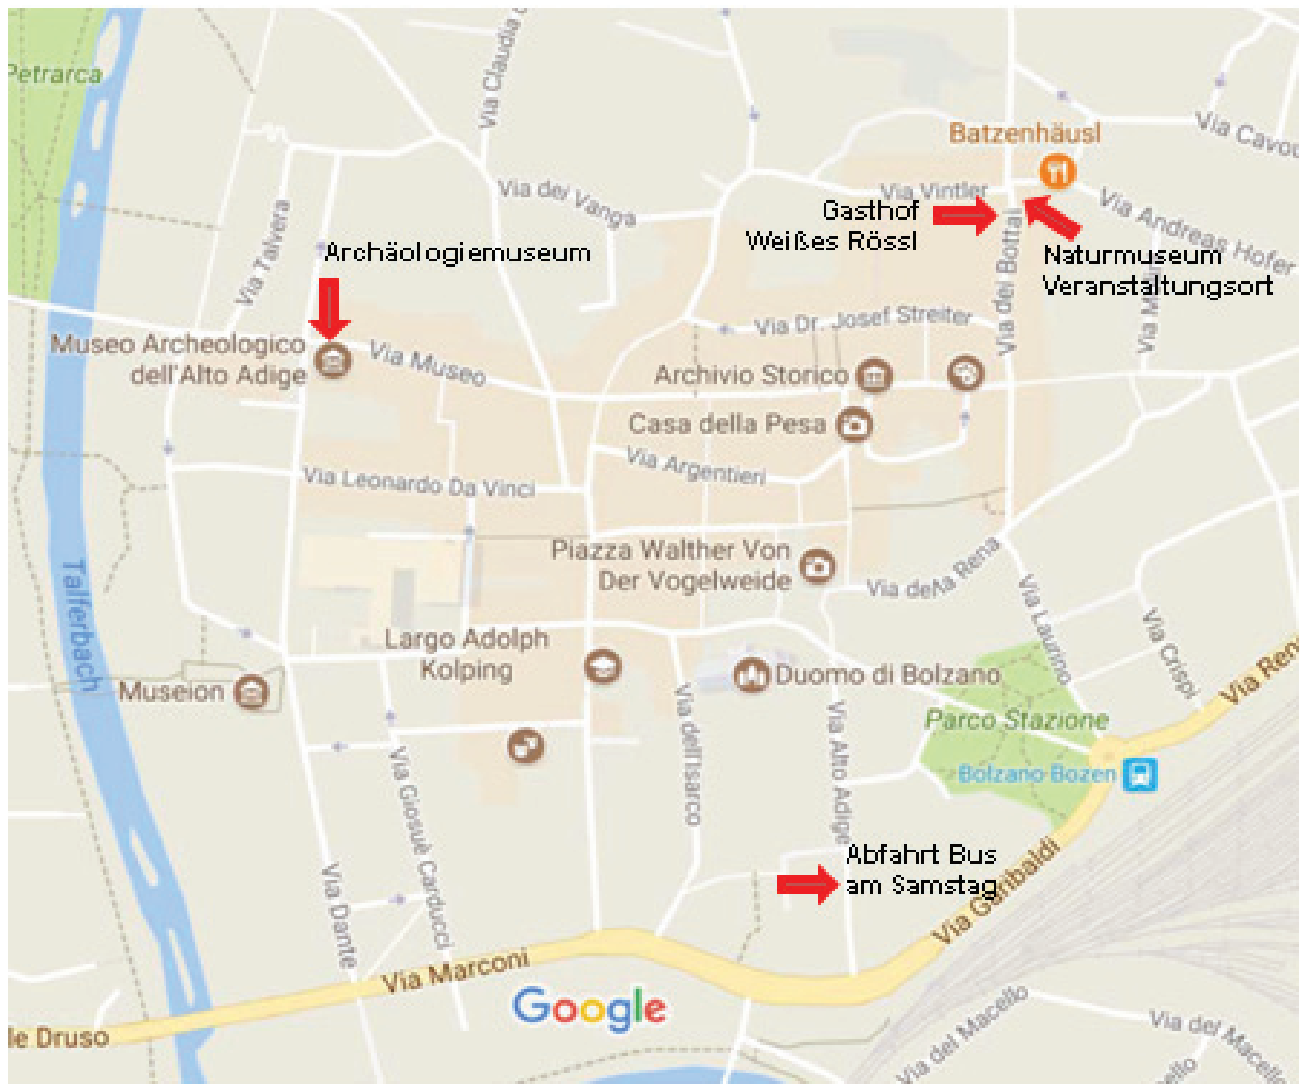 Petrarca
Via Claudia d
Batzenhäusl
Via Cavou
Via dei Vanga
Via Vintler
Via Andreas Hofer
Gasthof
Weißes Rössl
Via Talvera
Archäologiemuseum
Naturmuseum
Veranstaltungsort
Via dei Bottai
Via Dr. Josef Streiter
Museo Archeologico
dell'Alto Adige
Via Museo
Archivio Storico
Casa della Pesa
Via Argentieri
Via Leonardo Da Vinci
Piazza Walther Von
Der Vogelweide
Via della Rena
Talferbach
Via Laurino
Via Crispi
Largo Adolph
Kolping
Museion
Duomo di Bolzano
Via Ren
Parco Stazione
Via dell'Isarco
Via Alto Adige
Via Giosuè Carducci
Bolzano Bozen
Abfahrt Bus
am Samstag
Via Dante
Via Garibaldi
Via Marconi
Google
le Druso
Via del Macello
Via del Macello
ello